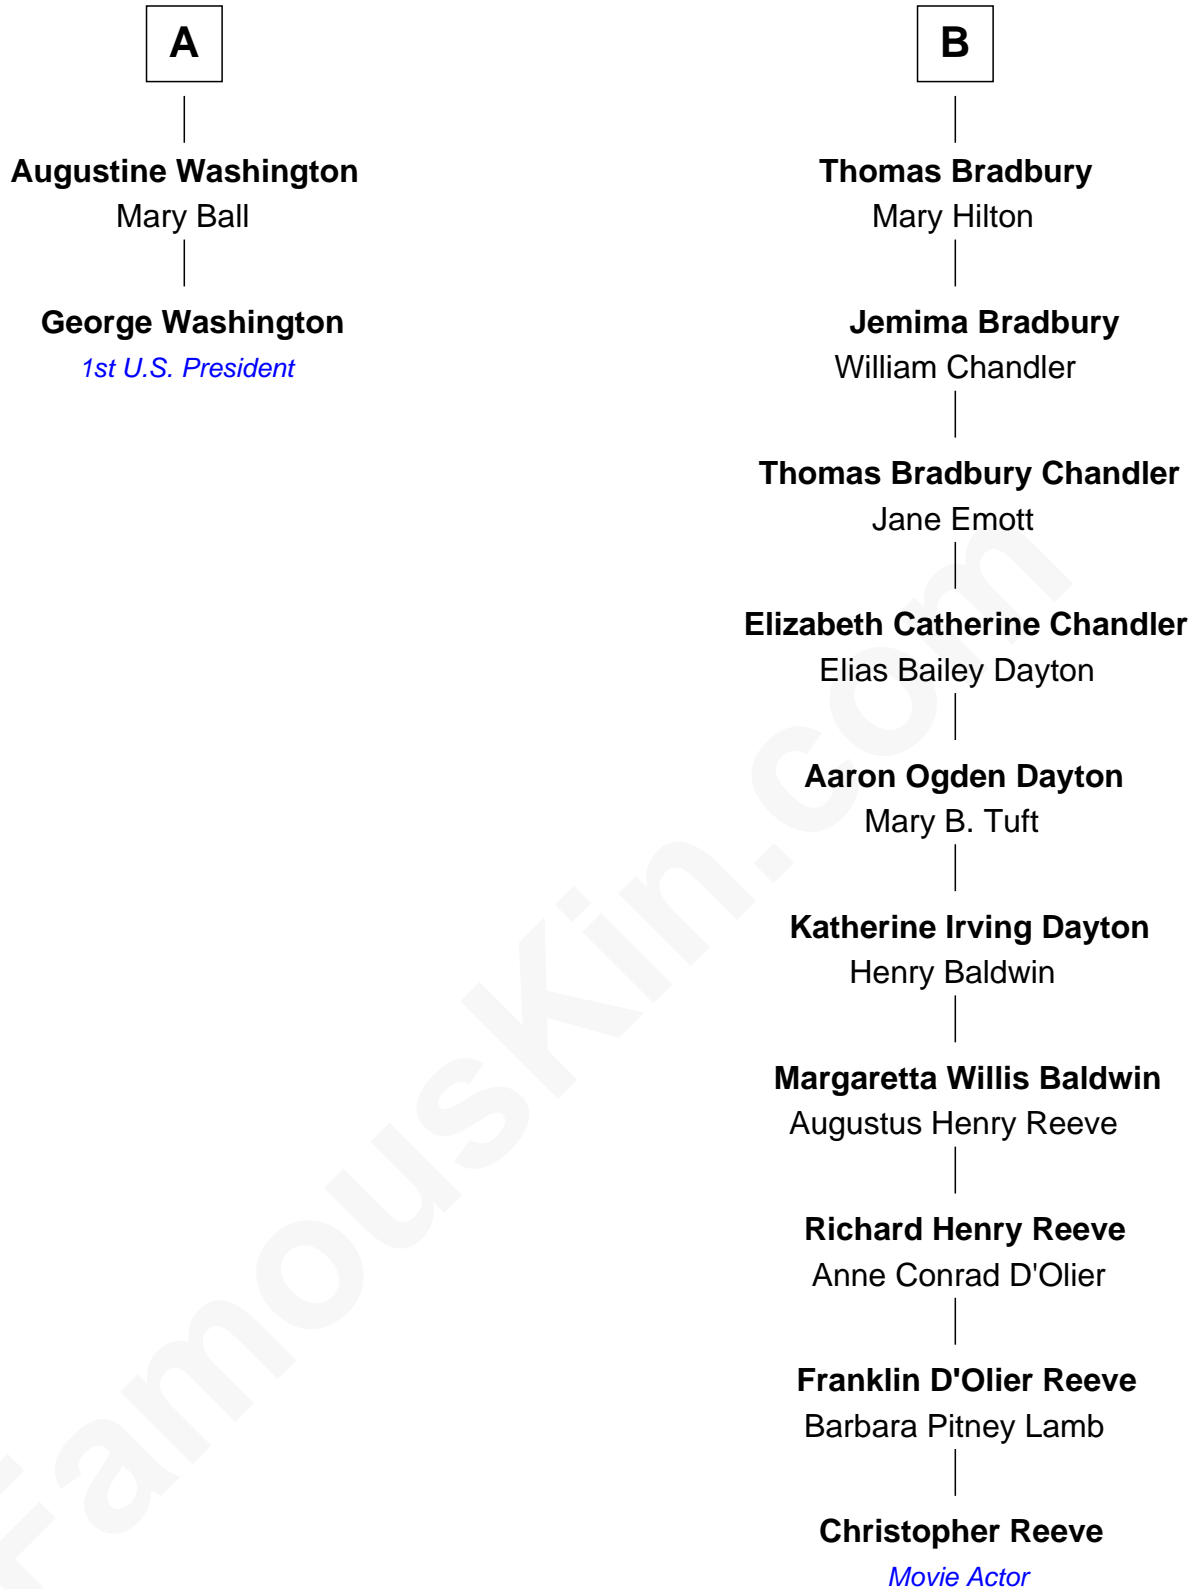 A
Augustine Washington
Mary Ball
George Washington
1st U.S. President
B
Thomas Bradbury
Mary Hilton
Jemima Bradbury
William Chandler
Thomas Bradbury Chandler
Jane Emott
Elizabeth Catherine Chandler
Elias Bailey Dayton
Aaron Ogden Dayton
Mary B. Tuft
Katherine Irving Dayton
Henry Baldwin
Margaretta Willis Baldwin
Augustus Henry Reeve
Richard Henry Reeve
Anne Conrad D'Olier
Franklin D'Olier Reeve
Barbara Pitney Lamb
Christopher Reeve
Movie Actor
FamousKin.com